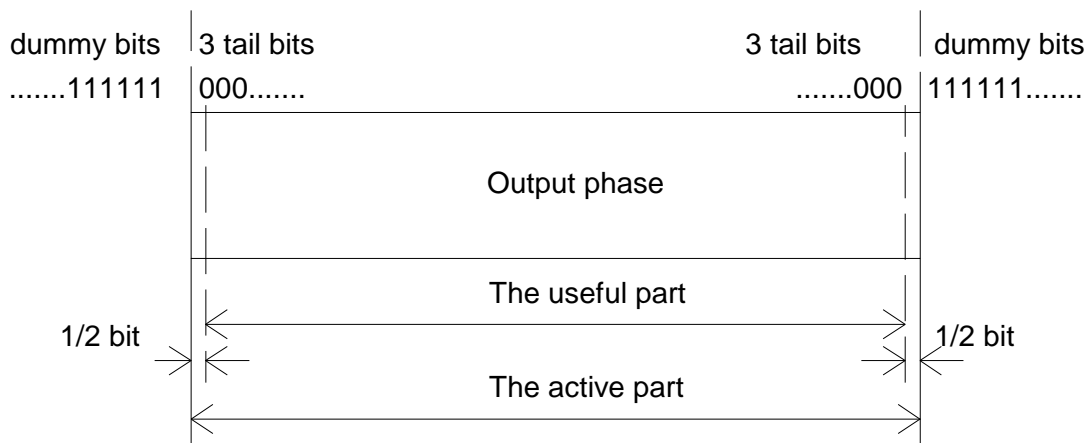 dummy bits 3 tail bits 3 tail bits dummy bits
.......111111 000....... .......000 111111.......
Output phase
The useful part
1/2 bit 1/2 bit
The active part